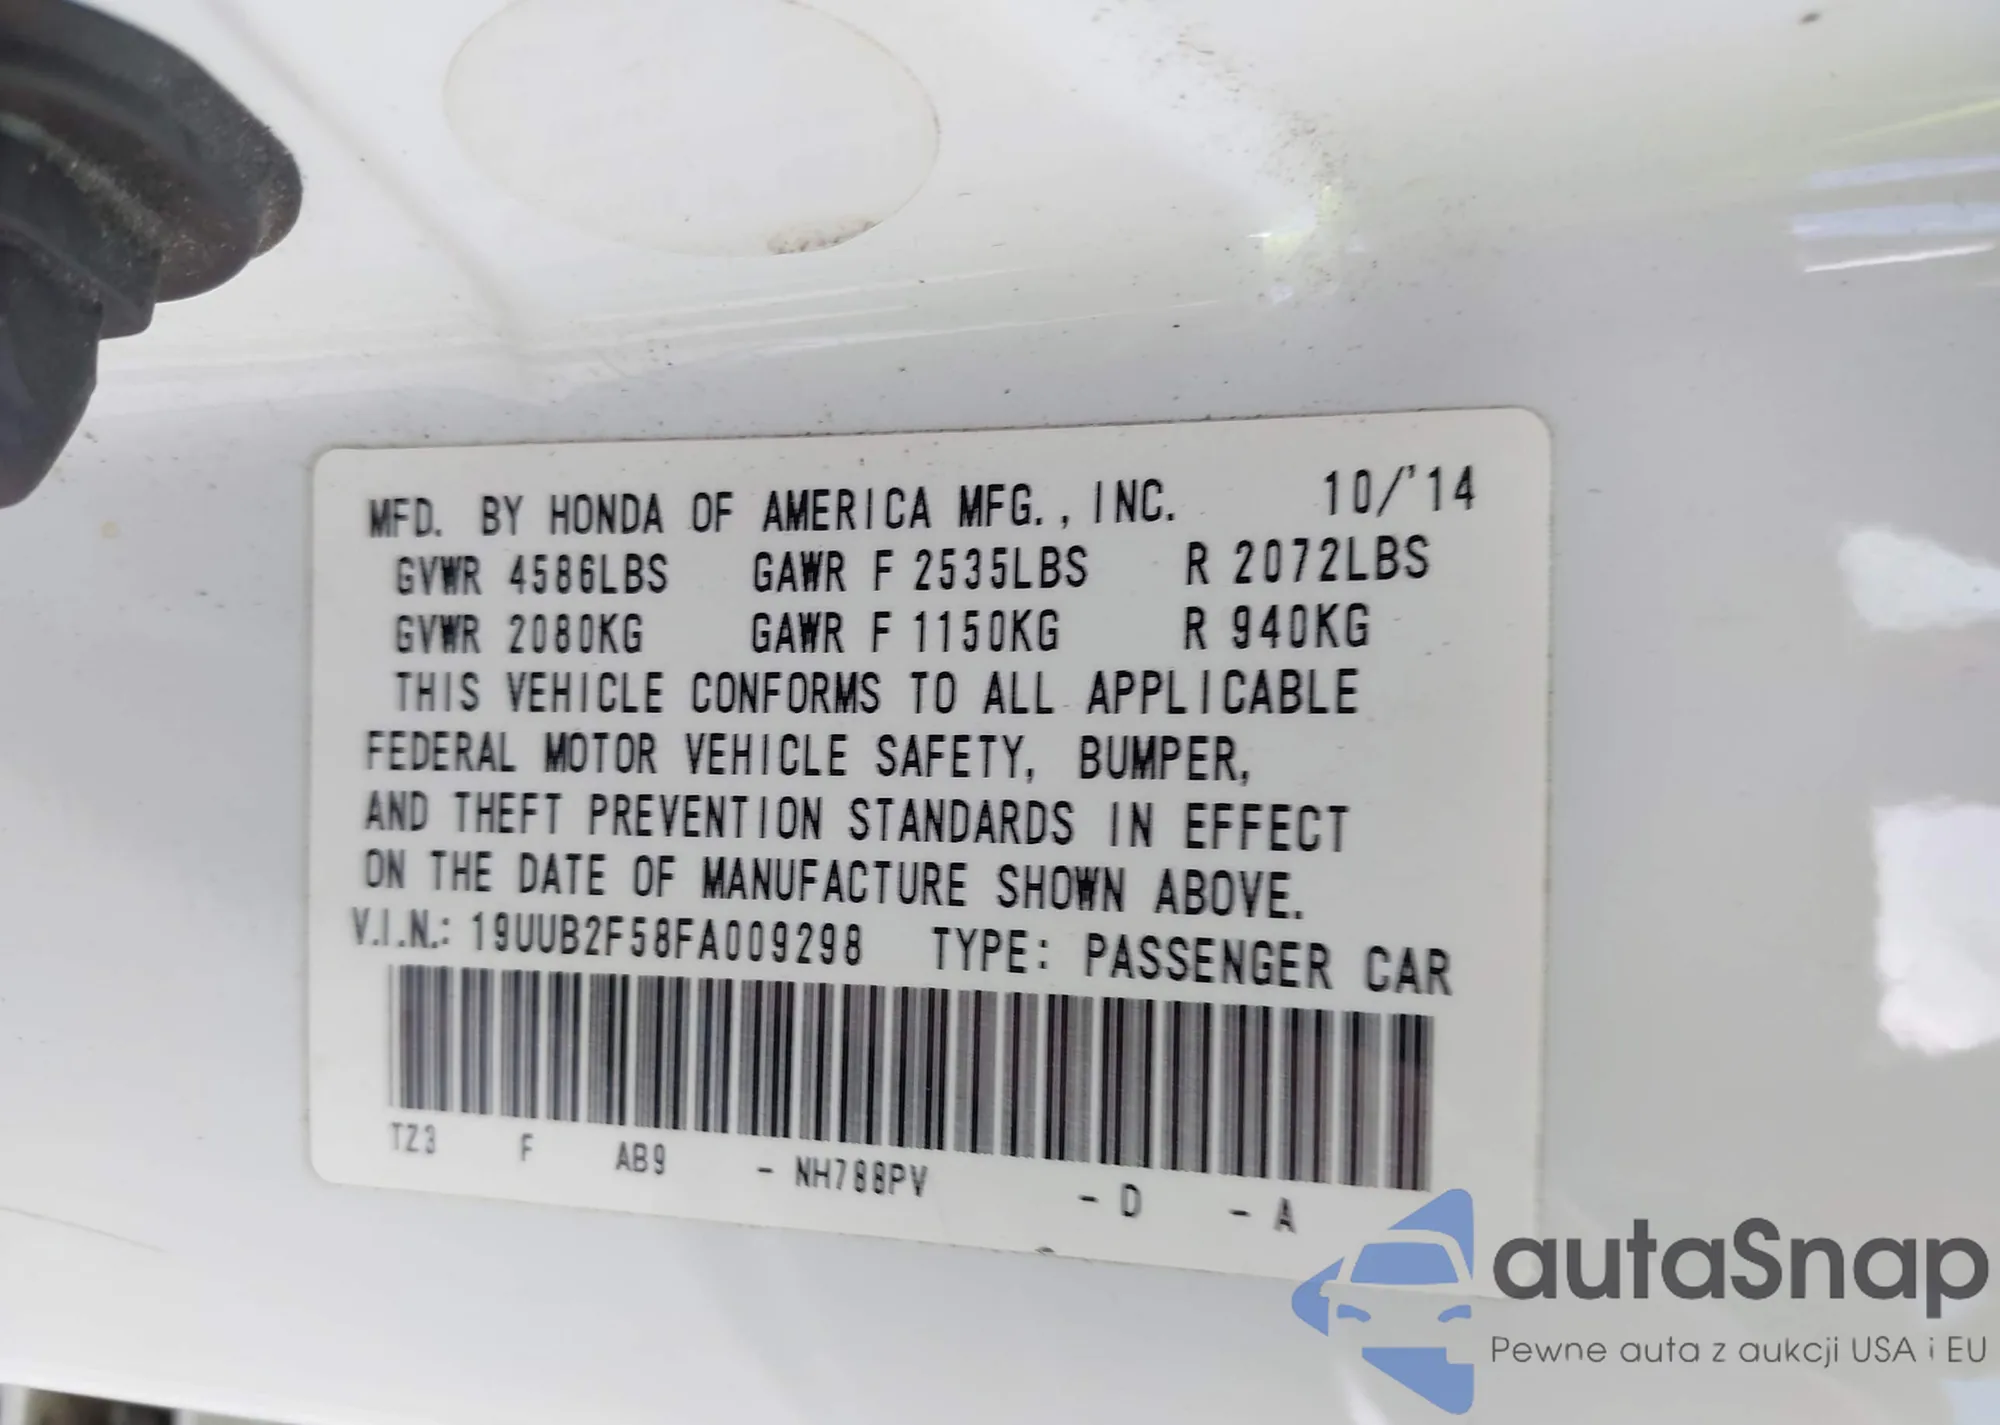 MFD. BY HONDA OF AMERICA MFG., INC. 10/'14
GVWR 4586LBS GAWR F 2535LBS R 2072LBS
GVWR 2080KG GAWR F 1150KG R 940KG
THIS VEHICLE CONFORMS TO ALL APPLICABLE
FEDERAL MOTOR VEHICLE SAFETY, BUMPER,
AND THEFT PREVENTION STANDARDS IN EFFECT
ON THE DATE OF MANUFACTURE SHOWN ABOVE.
V.I.N.: 19UUB2F58FA009298 TYPE: PASSENGER CAR
TZ3 F AB9 - NH788PV - D - A
autaSnap
Pewne auta z aukcji USA i EU